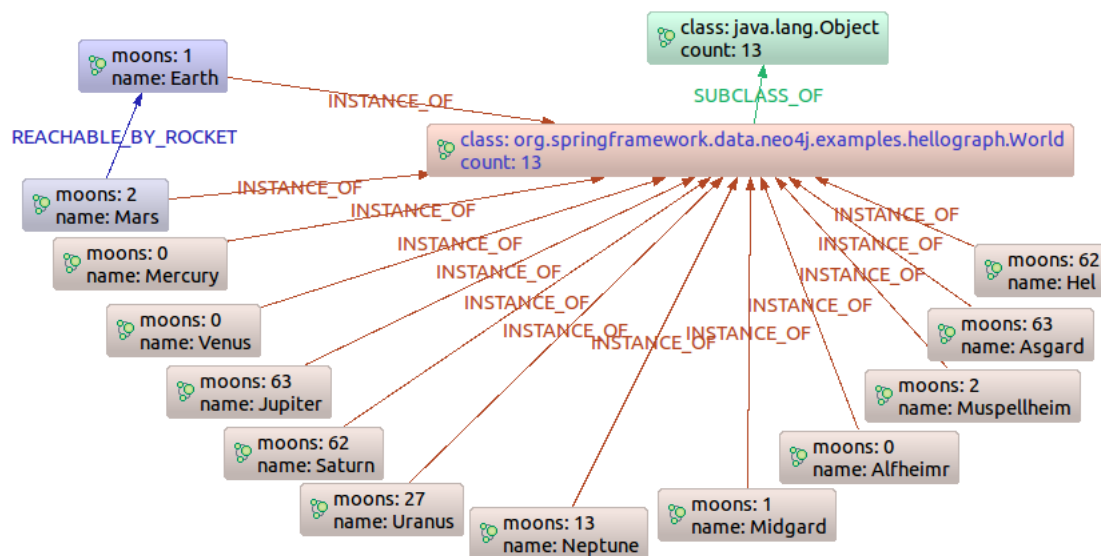 class: java.lang.Object
count: 13
moons: 1
name: Earth
SUBCLASS_OF
INSTANCE_OF
REACHABLE_BY_ROCKET
class: org.springframework.data.neo4j.examples.hellograph.World
count: 13
moons: 2
name: Mars
INSTANCE_OF
INSTANCE_OF
INSTANCE_OF
moons: 0
name: Mercury
INSTANCE_OF
INSTANCE_OF
moons: 62
name: Hel
INSTANCE_OF
INSTANCE_OF
INSTANCE_OF
INSTANCE_OF
INSTANCE_OF
INSTANCE_OF
moons: 0
name: Venus
moons: 63
name: Asgard
moons: 63
name: Jupiter
moons: 2
name: Muspellheim
moons: 62
name: Saturn
moons: 0
name: Alfheimr
moons: 27
name: Uranus
moons: 1
name: Midgard
moons: 13
name: Neptune